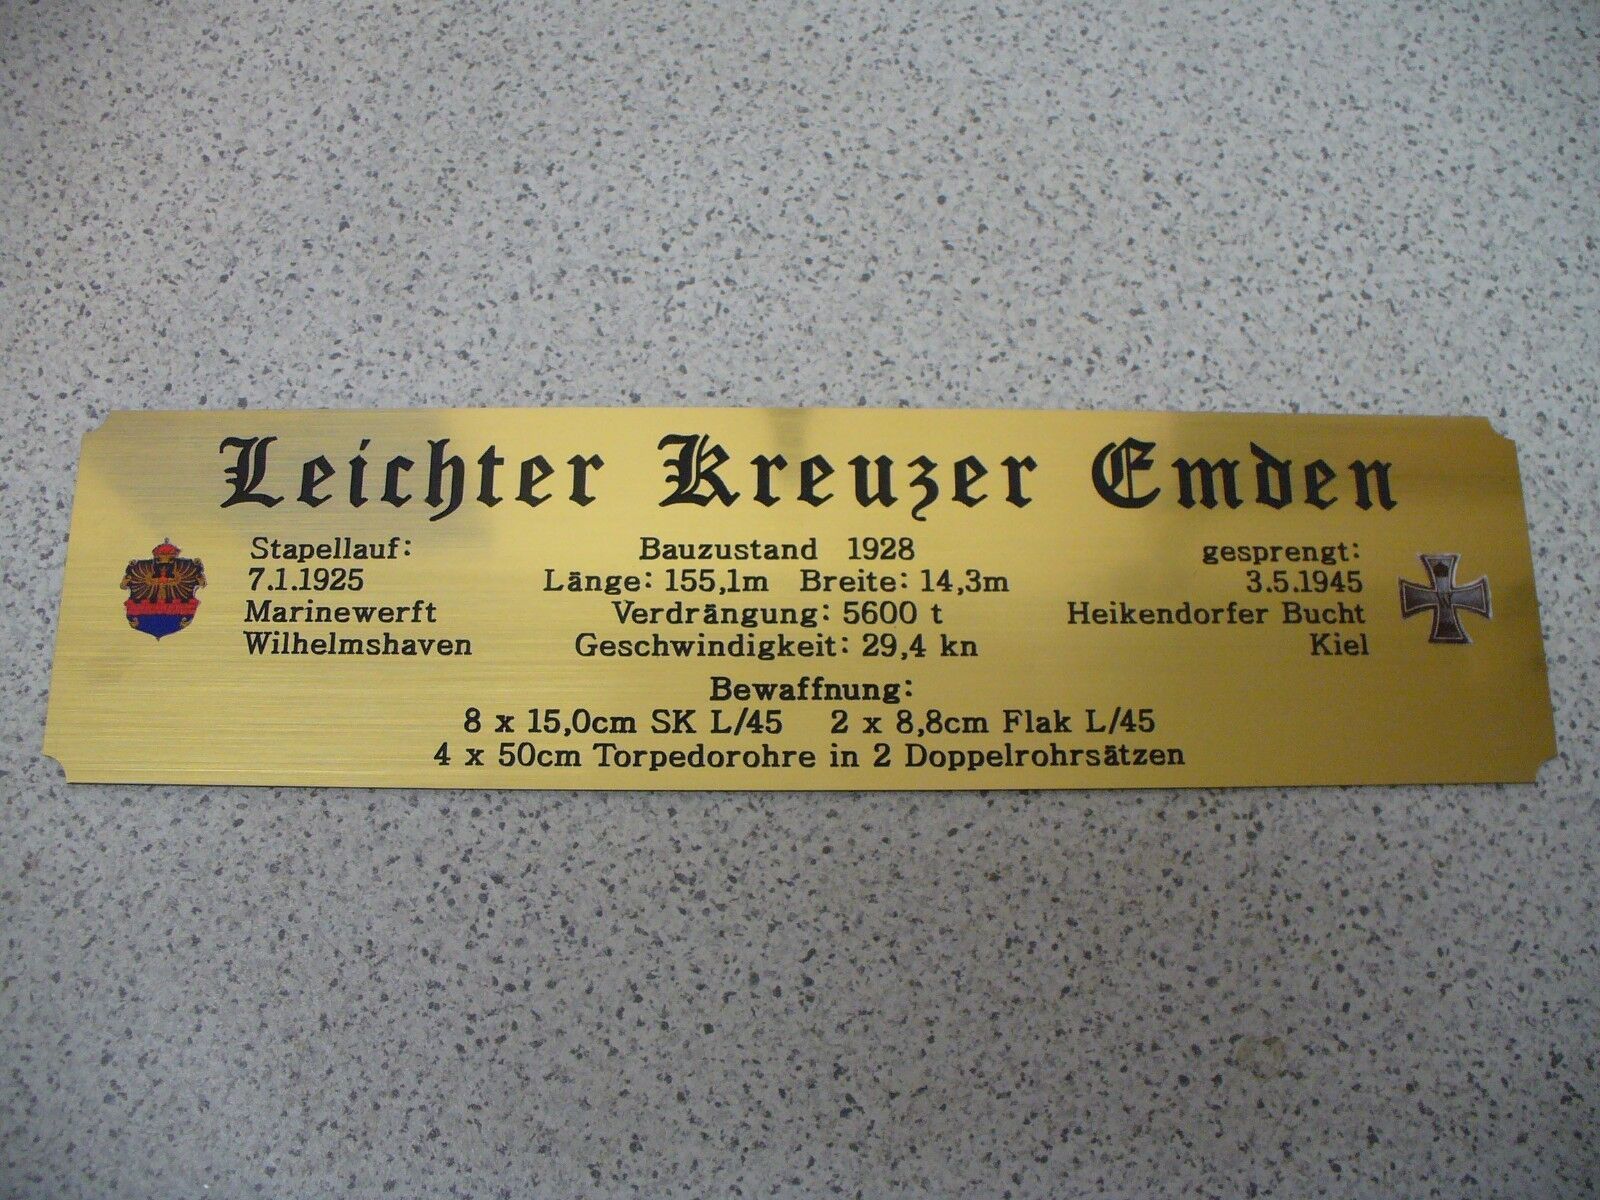 Leichter Kreuzer Emden
Stapellauf:
7.1.1925
Marinewerft
Wilhelmshaven
Bauzustand 1928
Länge: 155,1m Breite: 14,3m
Verdrängung: 5600 t
Geschwindigkeit: 29,4 kn
gesprengt:
3.5.1945
Heikendorfer Bucht
Kiel
Bewaffnung:
8 x 15,0cm SK L/45 2 x 8,8cm Flak L/45
4 x 50cm Torpedorohre in 2 Doppelrohrsätzen